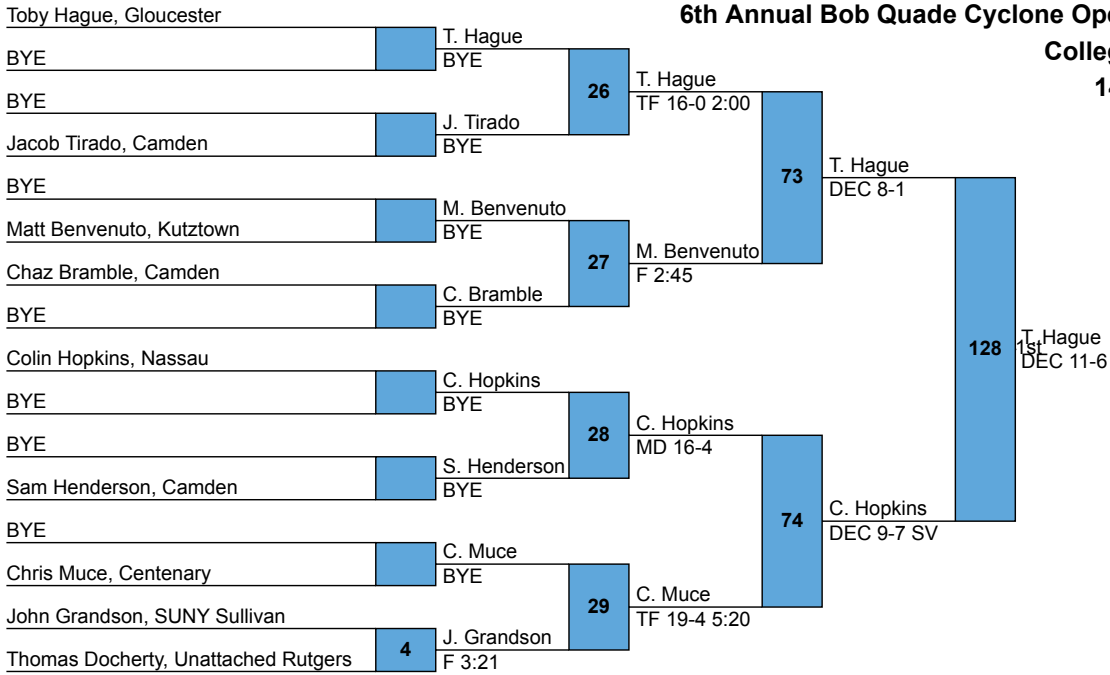 6th Annual Bob Quade Cyclone Op
Colleg
14
Toby Hague, Gloucester
BYE
T. Hague
BYE
BYE
Jacob Tirado, Camden
J. Tirado
BYE
26
T. Hague
TF 16-0 2:00
BYE
Matt Benvenuto, Kutztown
M. Benvenuto
BYE
Chaz Bramble, Camden
BYE
C. Bramble
BYE
27
M. Benvenuto
F 2:45
73
T. Hague
DEC 8-1
Colin Hopkins, Nassau
BYE
C. Hopkins
BYE
BYE
Sam Henderson, Camden
S. Henderson
BYE
28
C. Hopkins
MD 16-4
BYE
Chris Muce, Centenary
C. Muce
BYE
John Grandson, SUNY Sullivan
Thomas Docherty, Unattached Rutgers
4
J. Grandson
F 3:21
29
C. Muce
TF 19-4 5:20
74
C. Hopkins
DEC 9-7 SV
128
1st
T. Hague
DEC 11-6